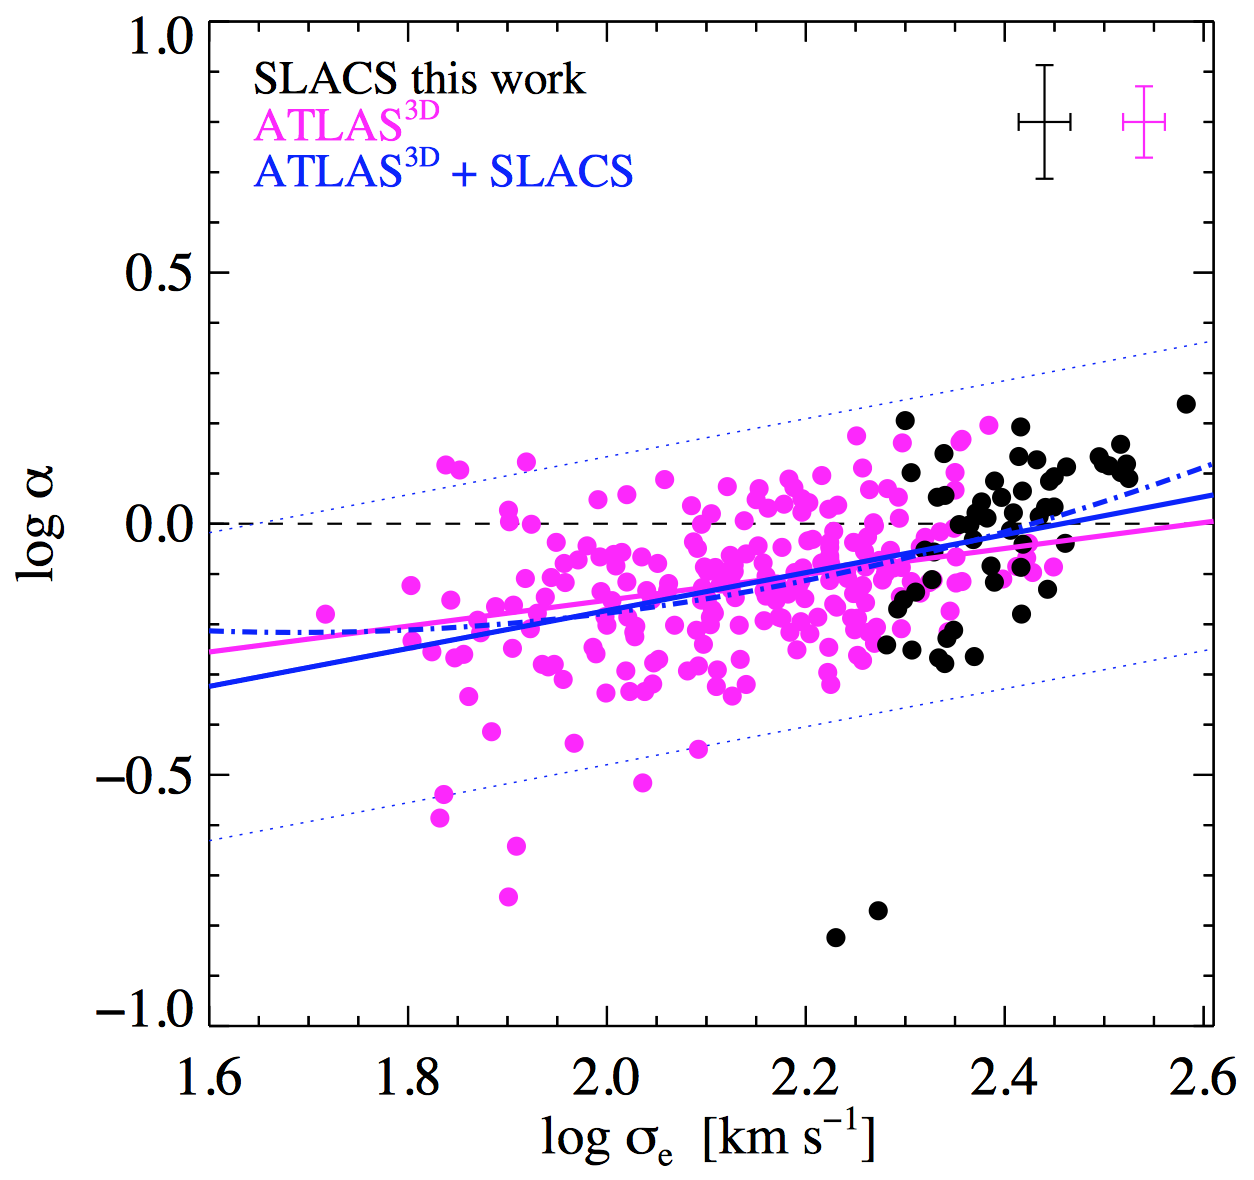 SLACS this work
ATLAS³ᴰ
ATLAS³ᴰ + SLACS
1.0
0.5
0.0
−0.5
−1.0
log α
1.6 1.8 2.0 2.2 2.4 2.6
log σₑ [km s⁻¹]